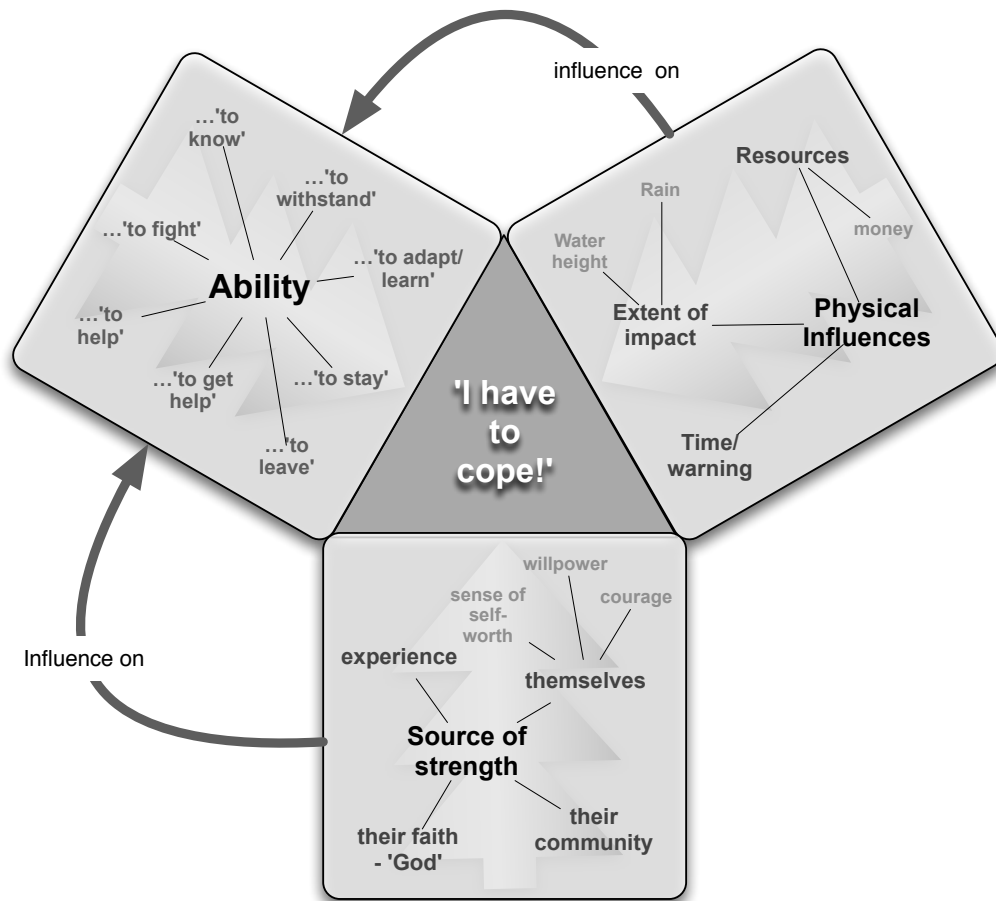 influence on
…'to
know'
…'to
withstand'
…'to fight'
…'to adapt/
learn'
Ability
…'to
help'
…'to get
help'
…'to stay'
…'to
leave'
Resources
Rain
money
Water
height
Extent of
impact
Physical
Influences
Time/
warning
'I have
to
cope!'
Influence on
willpower
sense of
self-
worth
courage
experience
themselves
Source of
strength
their faith
- 'God'
their
community